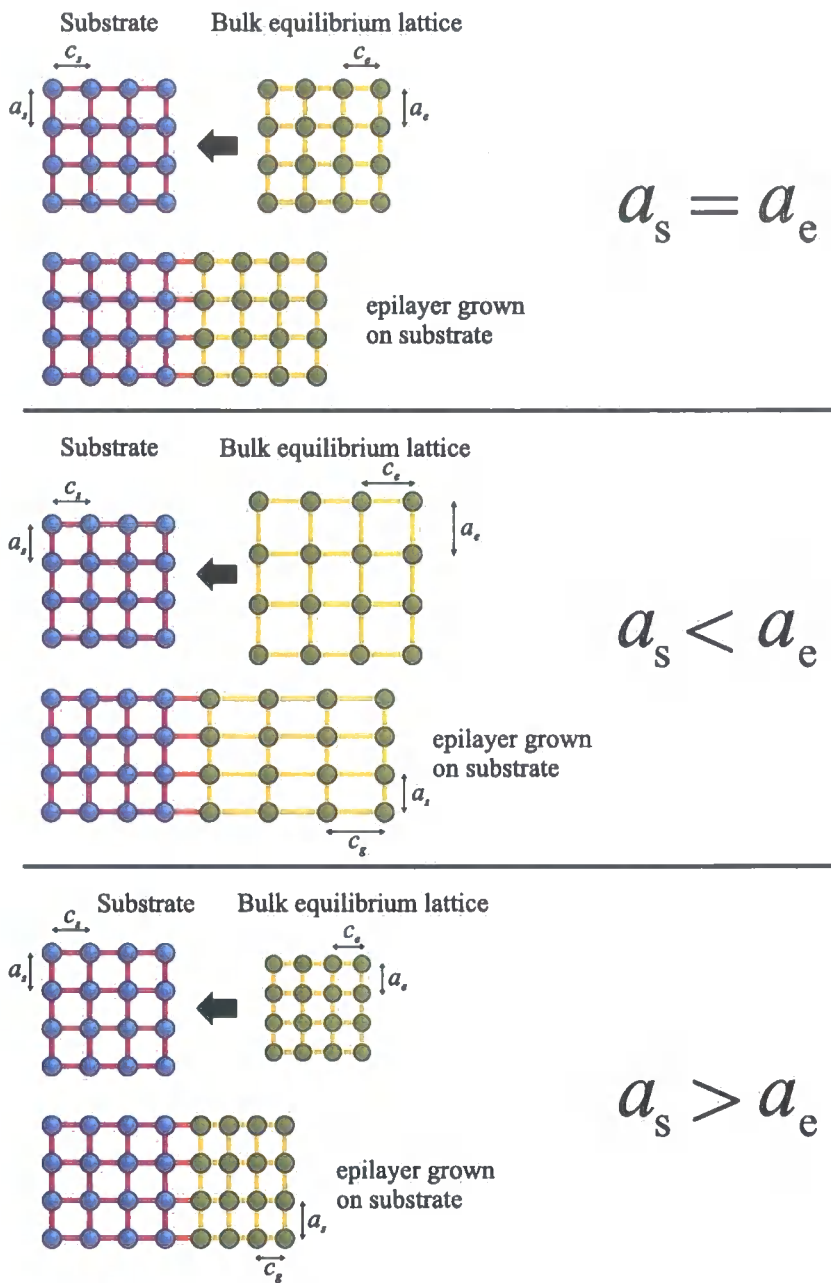 Substrate
Bulk equilibrium lattice
c_s
c_e
a_s
a_e
a_s = a_e
epilayer grown
on substrate
Substrate
Bulk equilibrium lattice
c_s
c_e
a_s
a_e
a_s < a_e
epilayer grown
on substrate
a_s
c_g
Substrate
Bulk equilibrium lattice
c_s
c_e
a_s
a_e
a_s > a_e
epilayer grown
on substrate
a_s
c_g